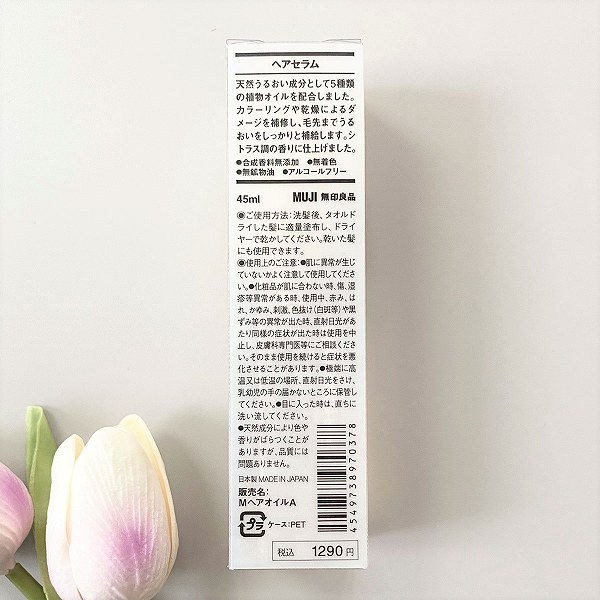 ヘアセラム
天然うるおい成分として5種類
の植物オイルを配合しました。
カラーリングや乾燥によるダ
メージを補修し、毛先までうる
おいをしっかりと補給します。シ
トラス調の香りに仕上げました。
●合成香料無添加 ●無着色
●無鉱物油 ●アルコールフリー
45ml MUJI 無印良品
◉ご使用方法：洗髪後、タオルド
ライした髪に適量塗布し、ドライ
ヤーで乾かしてください。乾いた髪
にも使用できます。
◉使用上のご注意：●肌に異常が生じ
ていないかよく注意して使用してくださ
い。●化粧品が肌に合わない時、傷、湿
疹等異常がある時、使用中、赤み、は
れ、かゆみ、刺激、色抜け（白斑等）や黒
ずみ等の異常が出た時、直射日光があ
たり同様の症状が出た時は使用を中
止し、皮膚科専門医等にご相談くださ
い。そのまま使用を続けると症状を悪
化させることがあります。●極端に高
温又は低温の場所、直射日光をさけ、
乳幼児の手の届かないところに保管し
てください。●目に入った時は、直ちに
洗い流してください。
●天然成分により色や
香りがばらつくことが
ありますが、品質には
問題ありません。
日本製 MADE IN JAPAN
販売名：
MヘアオイルA
プラ ケース：PET
4549738970378
税込 1290円